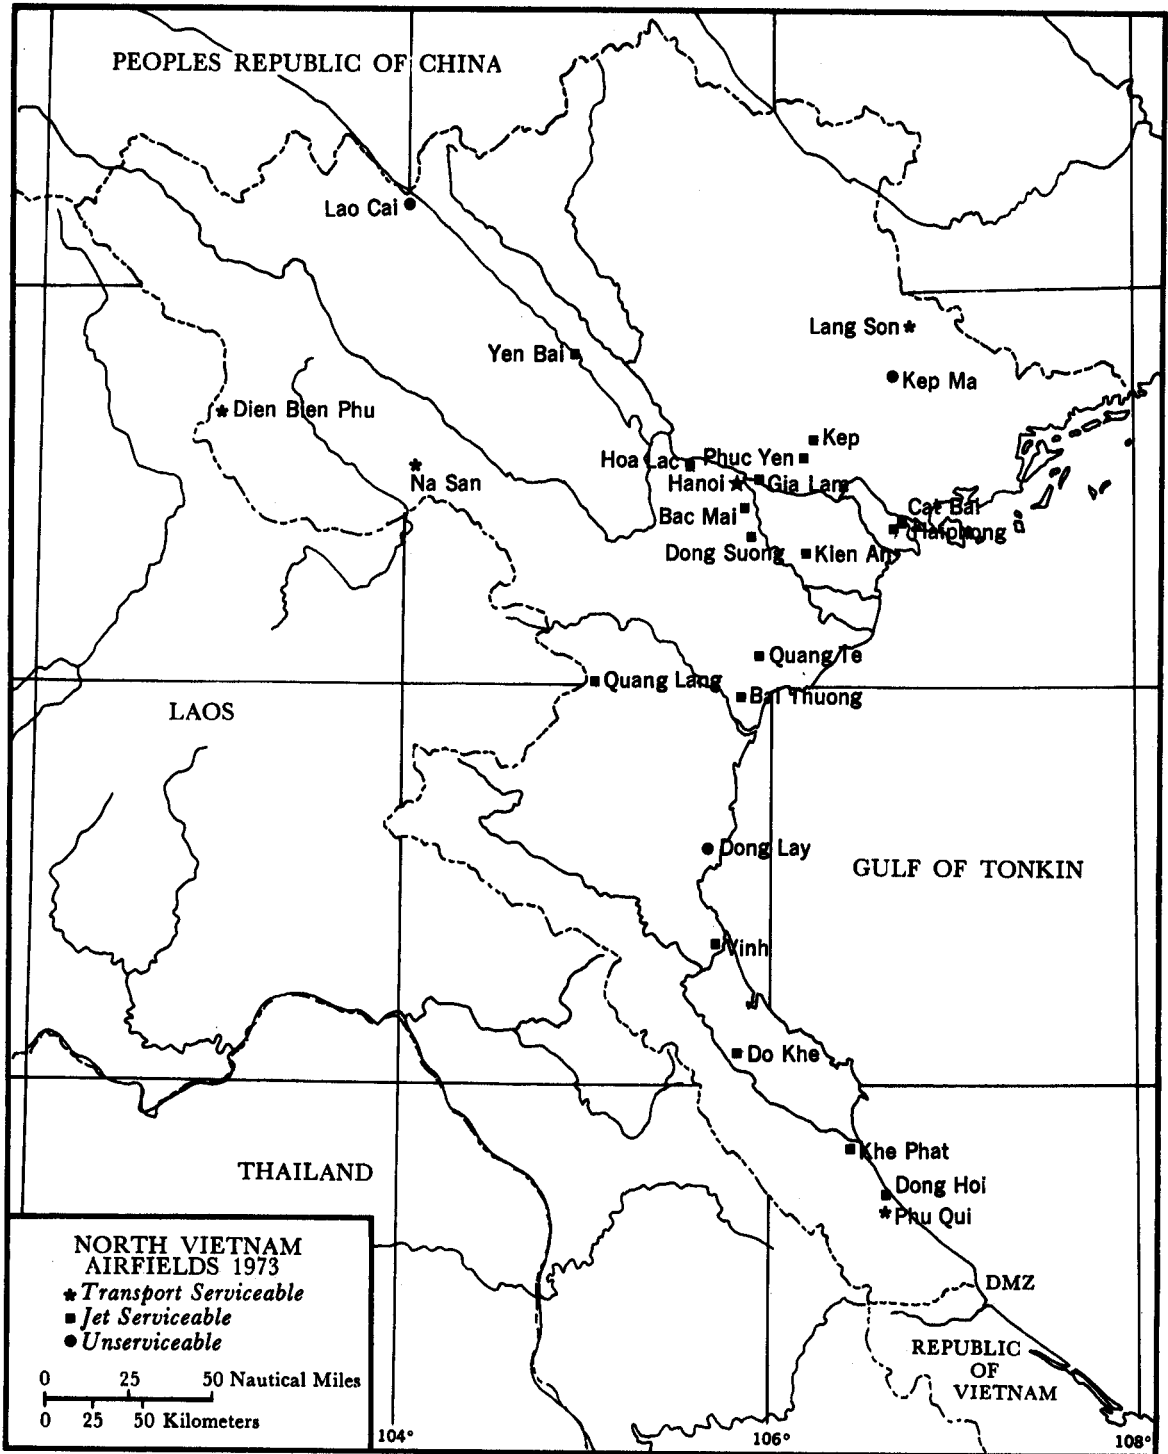 PEOPLES REPUBLIC OF CHINA
Lao Cai
Lang Son
Yen Bai
Kep Ma
Dien Bien Phu
Kep
Hoa Lac
Phuc Yen
Na San
Hanoi
Gia Lam
Cat Bai
Bac Mai
Haiphong
Dong Suong
Kien An
Quang Te
Quang Lang
Bai Thuong
LAOS
Dong Lay
GULF OF TONKIN
Vinh
Do Khe
Khe Phat
THAILAND
Dong Hoi
Phu Qui
DMZ
REPUBLIC
OF
VIETNAM
NORTH VIETNAM
AIRFIELDS 1973
Transport Serviceable
Jet Serviceable
Unserviceable
0 25 50 Nautical Miles
0 25 50 Kilometers
104° 106° 108°